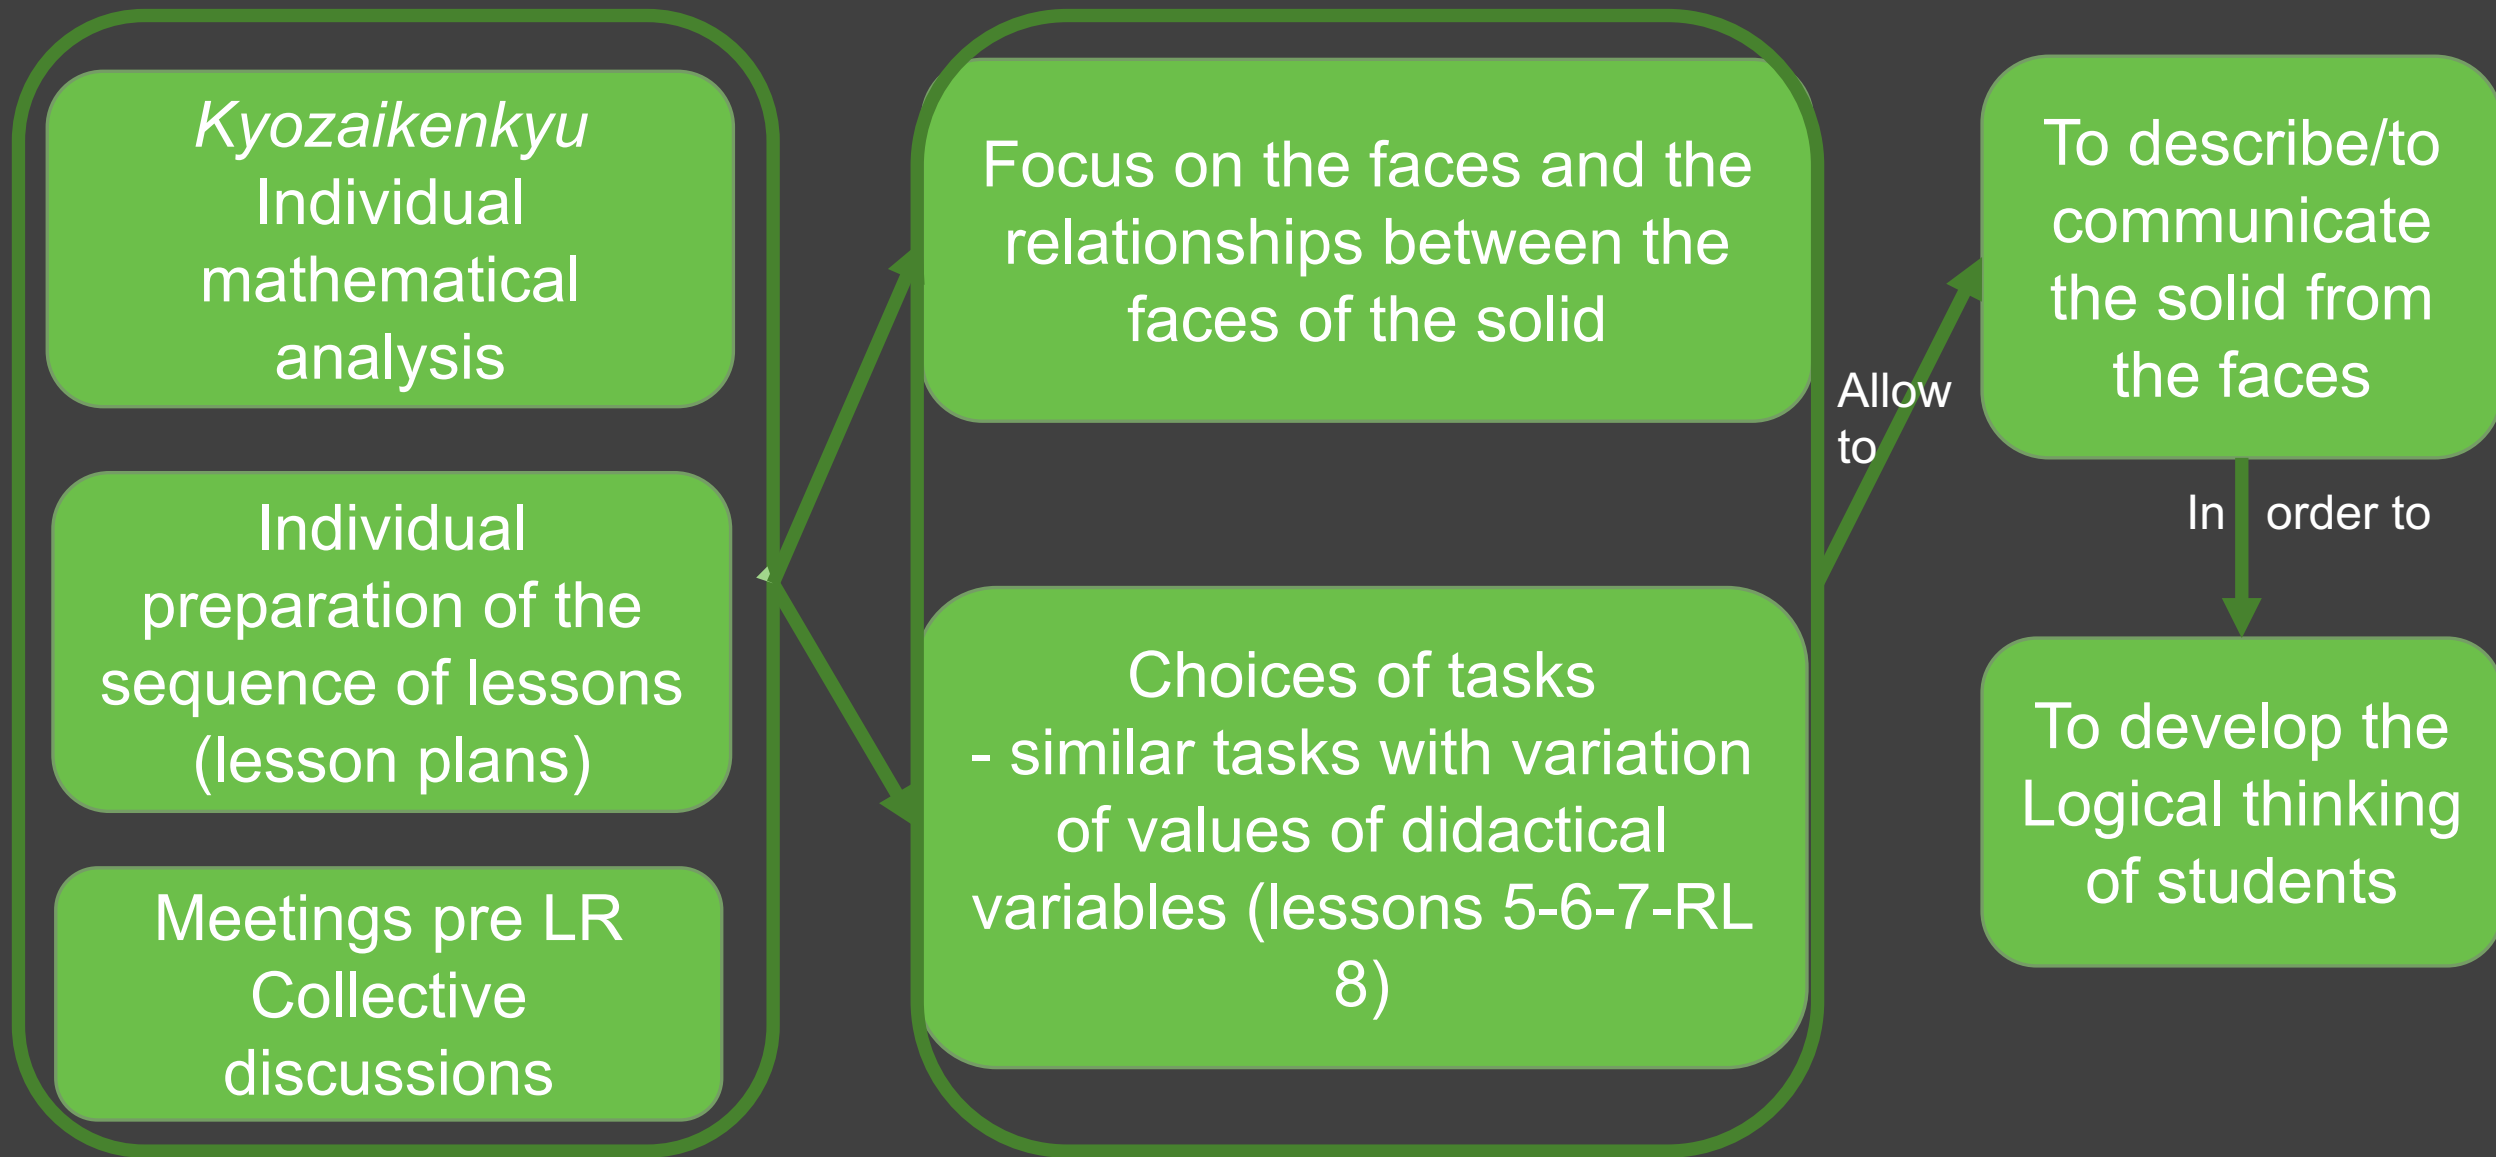 Kyozaikenkyu
Individual
mathematical
analysis
Individual
preparation of the
sequence of lessons
(lesson plans)
Meetings pre LR
Collective
discussions
Focus on the faces and the
relationships between the
faces of the solid
Choices of tasks
- similar tasks with variation
of values of didactical
variables (lessons 5-6-7-RL
8)
Allow
to
To describe/to
communicate
the solid from
the faces
In order to
To develop the
Logical thinking
of students